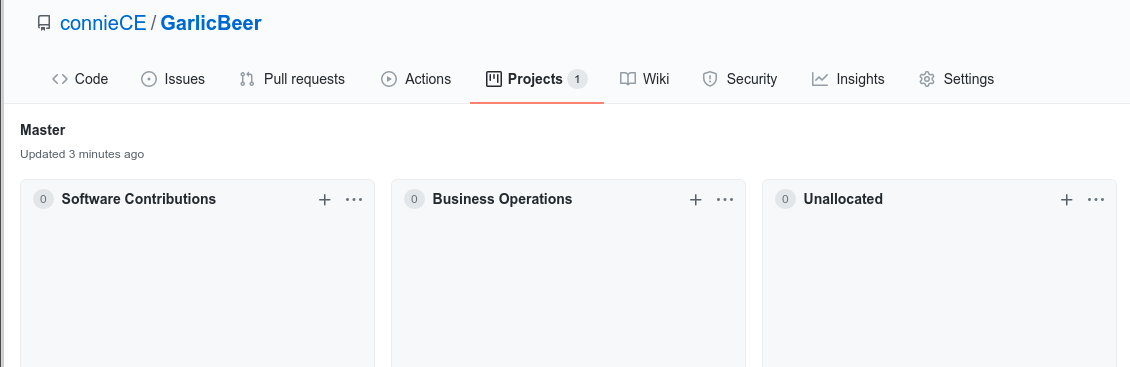 connieCE / GarlicBeer
Code Issues Pull requests Actions Projects 1 Wiki Security Insights Settings
Master
Updated 3 minutes ago
0 Software Contributions + ... 0 Business Operations + ... 0 Unallocated + ...